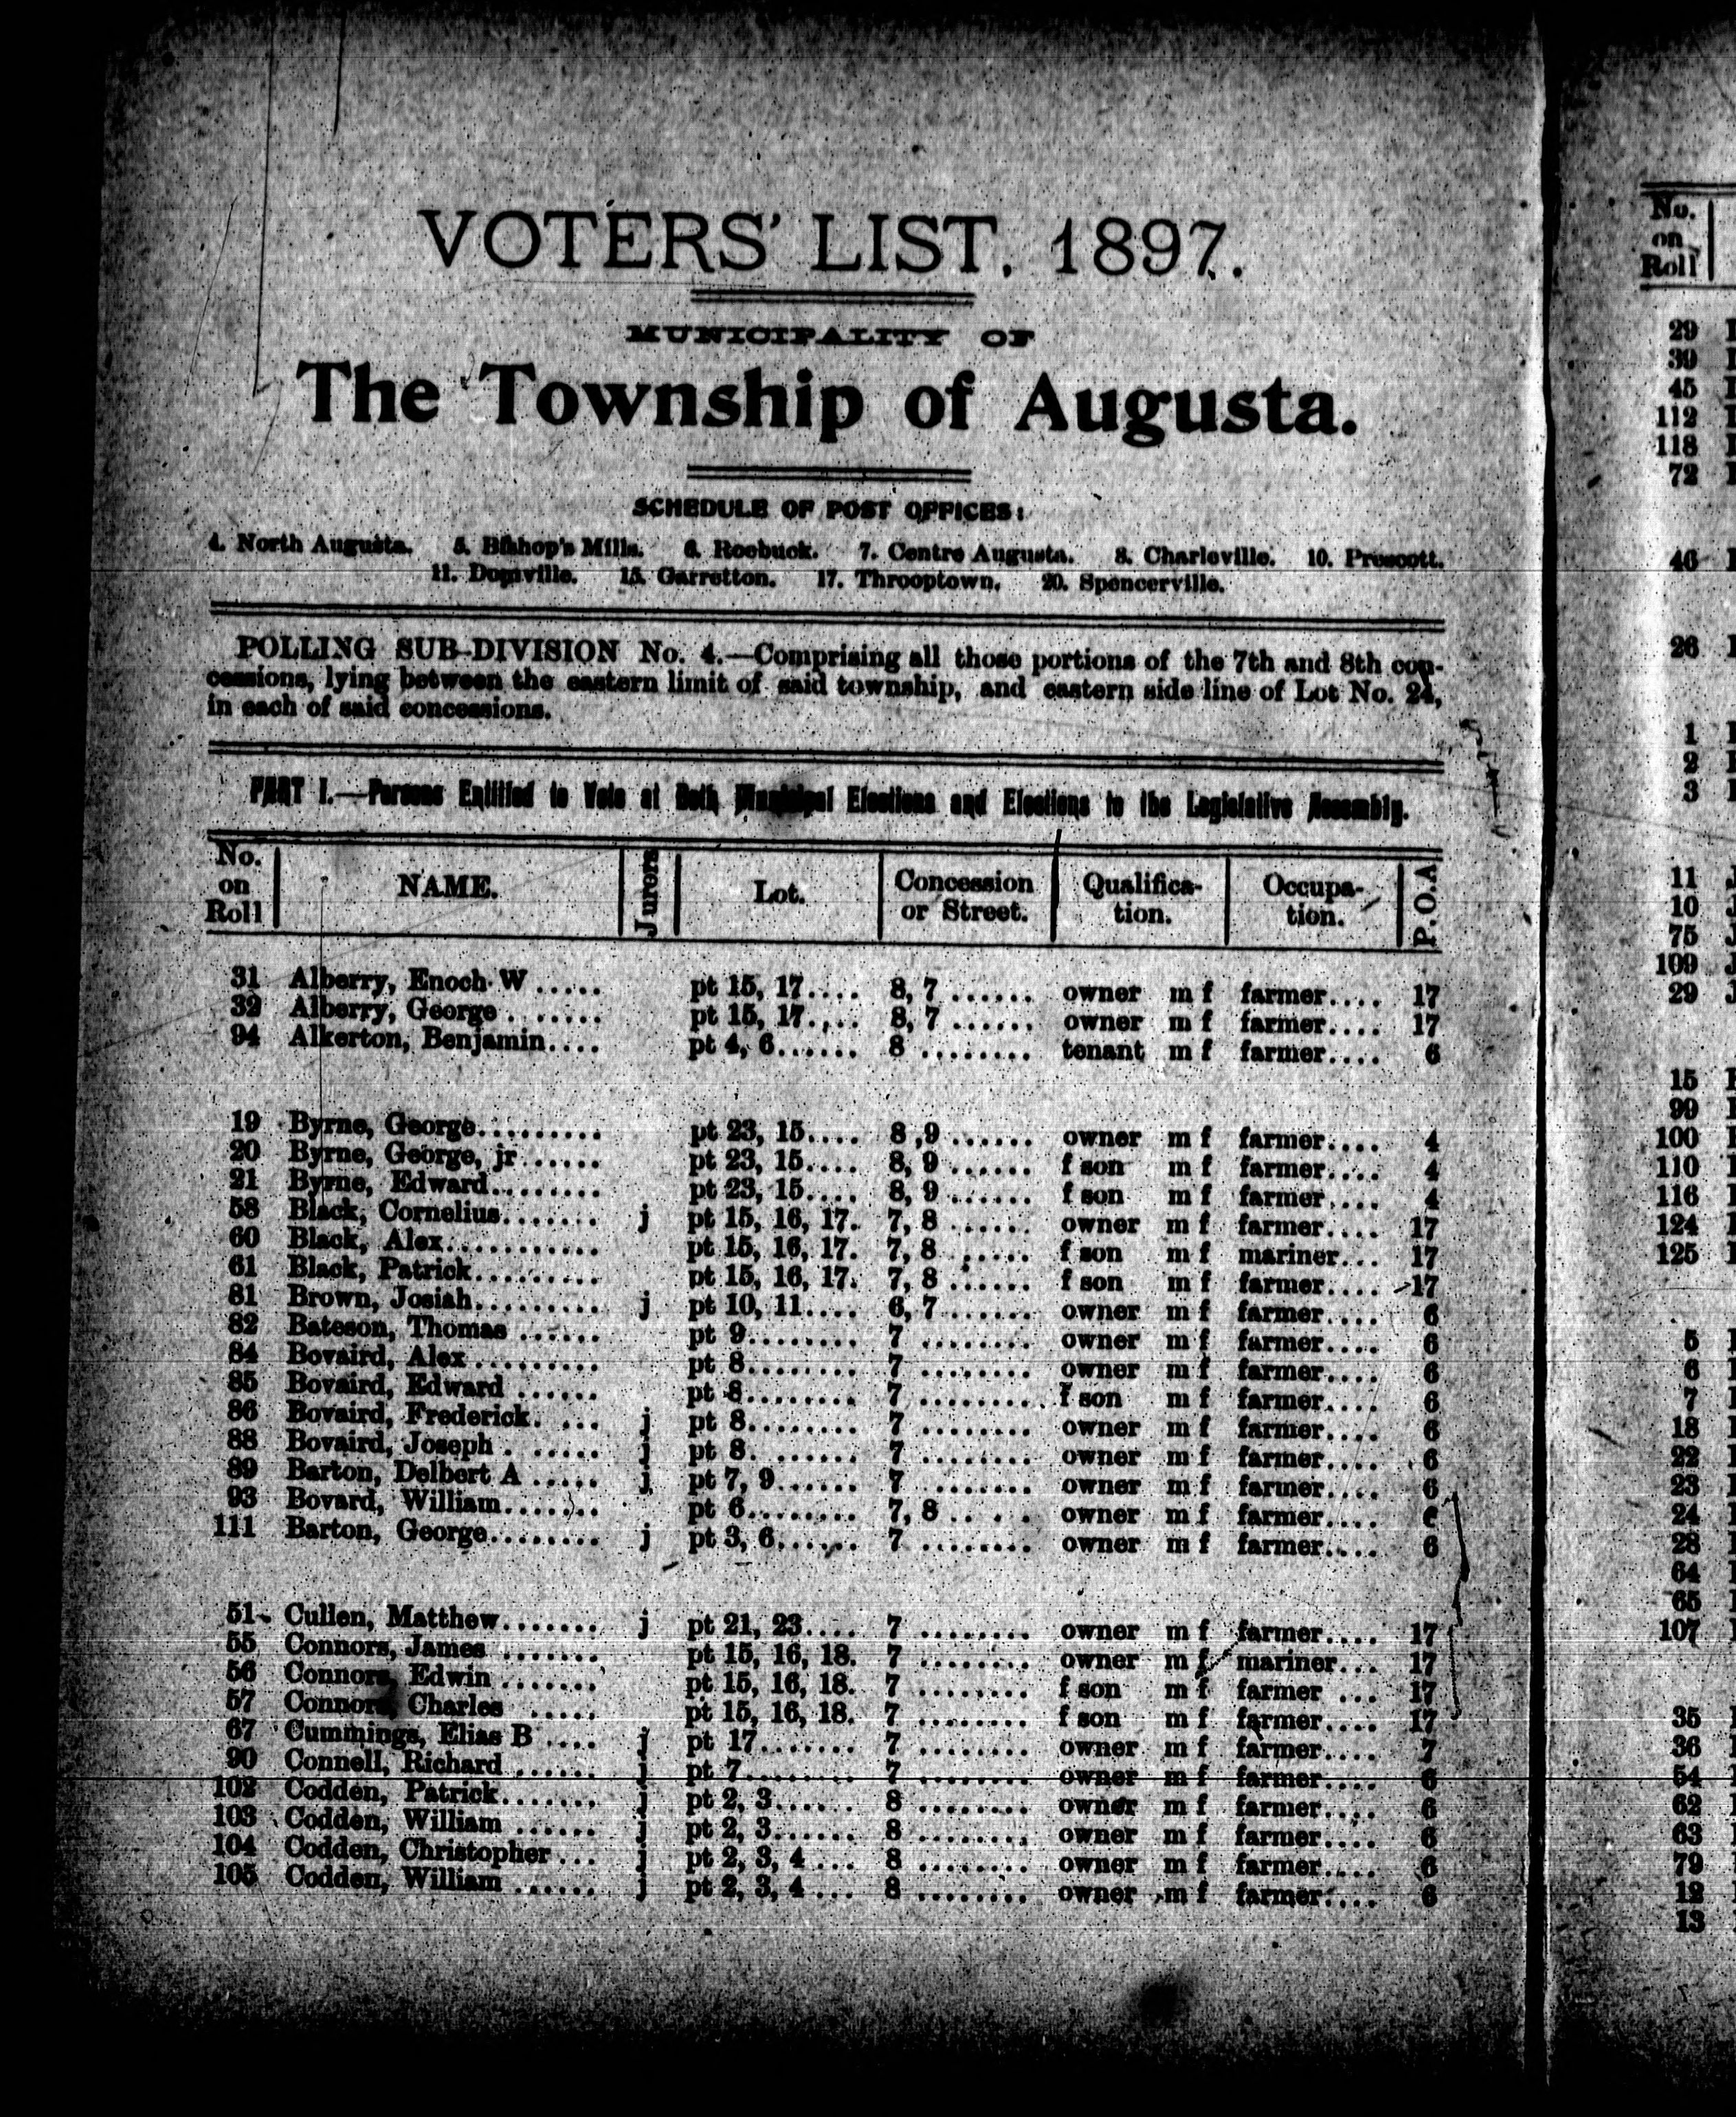 VOTERS' LIST, 1897.
MUNICIPALITY OF
The Township of Augusta.
SCHEDULE OF POST OFFICES:
4. North Augusta. 5. Bishop's Mills. 6. Roebuck. 7. Centre Augusta. 8. Charleville. 10. Prescott.
11. Domville. 15. Garretton. 17. Throoptown. 20. Spencerville.
POLLING SUB-DIVISION No. 4.—Comprising all those portions of the 7th and 8th con-
cessions, lying between the eastern limit of said township, and eastern side line of Lot No. 24,
in each of said concessions.
PART I.—Persons Entitled to Vote at Both Municipal Elections and Elections to the Legislative Assembly.
No. on Roll NAME. Jurors Lot. Concession or Street. Qualifica-tion. Occupa-tion. P.O.A
31 Alberry, Enoch W ..... pt 15, 17.... 8, 7 ...... owner m f farmer.... 17
32 Alberry, George . ...... pt 15, 17.... 8, 7 ...... owner m f farmer.... 17
94 Alkerton, Benjamin.... pt 4, 6...... 8 ........ tenant m f farmer.... 6
19 Byrne, George......... pt 23, 15.... 8 ,9 ...... owner m f farmer.... 4
20 Byrne, George, jr ...... pt 23, 15.... 8, 9 ...... f son m f farmer.... 4
21 Byrne, Edward........ pt 23, 15.... 8, 9 ...... f son m f farmer.... 4
58 Black, Cornelius....... j pt 15, 16, 17. 7, 8 ...... owner m f farmer.... 17
60 Black, Alex........... pt 15, 16, 17. 7, 8 ...... f son m f mariner... 17
61 Black, Patrick......... pt 15, 16, 17. 7, 8 ...... f son m f farmer.... 17
81 Brown, Josiah......... j pt 10, 11.... 6, 7 ....... owner m f farmer.... 6
82 Bateson, Thomas ...... pt 9........ 7 ........ owner m f farmer.... 6
84 Bovaird, Alex ......... pt 8........ 7 ........ owner m f farmer.... 6
85 Bovaird, Edward ...... pt 8........ 7 ......... f son m f farmer.... 6
86 Bovaird, Frederick. ... j pt 8........ 7 ........ owner m f farmer.... 6
88 Bovaird, Joseph . ...... j pt 8. ....... 7 ........ owner m f farmer.... 6
89 Barton, Delbert A ..... j pt 7, 9...... 7 ........ owner m f farmer.... 6
93 Bovard, William....... pt 6........ 7, 8 .. . . owner m f farmer....
111 Barton, George........ j pt 3, 6...... 7 ........ owner m f farmer.... 6
51 Cullen, Matthew....... j pt 21, 23.... 7 ........ owner m f farmer.... 17
55 Connors, James ....... pt 15, 16, 18. 7 ........ owner m f mariner... 17
56 Connors, Edwin ....... pt 15, 16, 18. 7 ........ f son m f farmer ... 17
57 Connors, Charles ..... pt 15, 16, 18. 7 ........ f son m f farmer.... 17
67 Cummings, Elias B .... j pt 17....... 7 ........ owner m f farmer.... 7
90 Connell, Richard ...... j pt 7........ 7 ........ owner m f farmer.... 6
102 Codden, Patrick....... j pt 2, 3...... 8 ........ owner m f farmer.... 6
103 Codden, William ...... j pt 2, 3...... 8 ........ owner m f farmer.... 6
104 Codden, Christopher ... j pt 2, 3, 4 ... 8 ........ owner m f farmer.... 6
105 Codden, William ...... j pt 2, 3, 4 ... 8 ........ owner m f farmer.... 6
No.
on
Roll
29
39
45
112
118
72
46
26
1
2
3
11
10
75
109
29
15
99
100
110
116
124
125
5
6
7
18
22
23
24
28
64
65
107
35
36
54
62
63
79
12
13